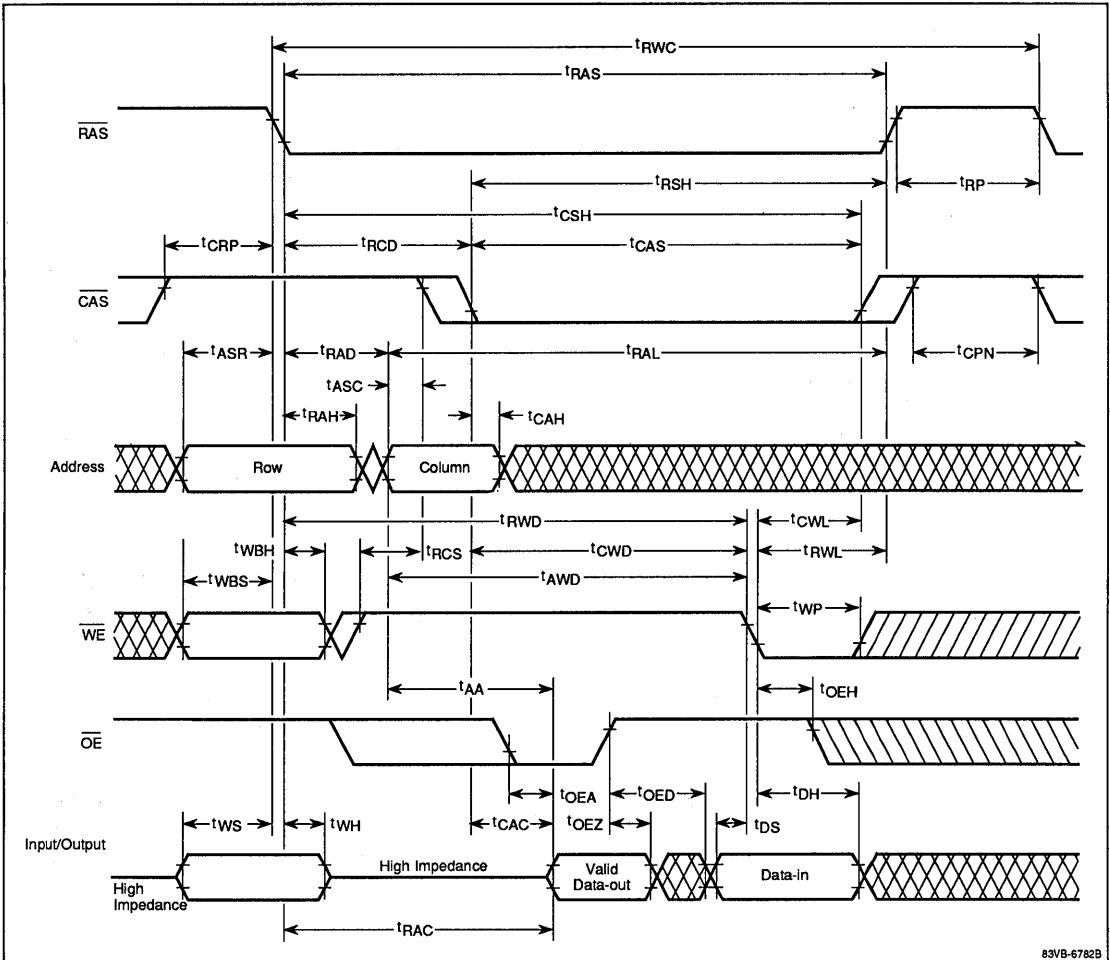 tRWC
tRAS
RAS
tRSH
tRP
tCSH
tCRP
tRCD
tCAS
CAS
tASR
tRAD
tRAL
tCPN
tASC
tRAH
tCAH
Address
Row
Column
tRWD
tCWL
tWBH
tRCS
tCWD
tRWL
tWBS
tAWD
tWP
WE
tAA
tOEH
OE
tOEA
tOED
tDH
tWS
tWH
tCAC
tOEZ
tDS
Input/Output
High Impedance
Valid
Data-out
Data-in
High
Impedance
tRAC
83VB-6782B